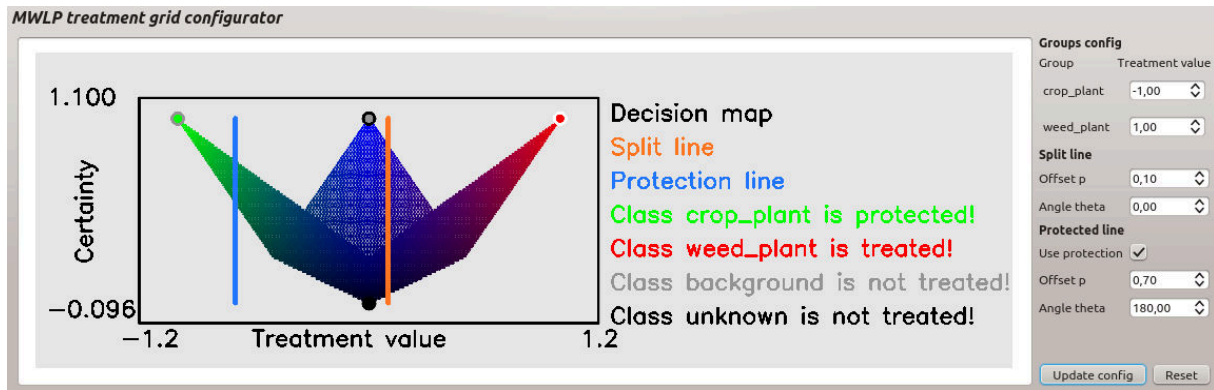 MWLP treatment grid configurator
1.100
Certainty
-0.096
-1.2
Treatment value
1.2
Decision map
Split line
Protection line
Class crop_plant is protected!
Class weed_plant is treated!
Class background is not treated!
Class unknown is not treated!
Groups config
Group Treatment value
crop_plant -1,00
weed_plant 1,00
Split line
Offset p 0,10
Angle theta 0,00
Protected line
Use protection
Offset p 0,70
Angle theta 180,00
Update config Reset